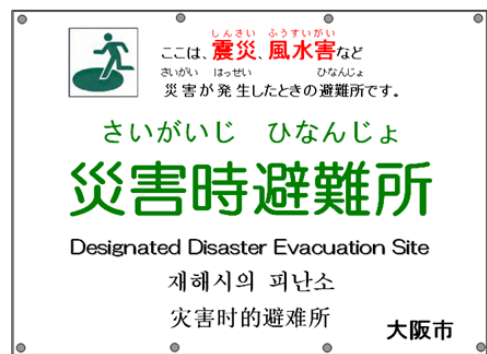 しんさい ふうすいがい
ここは、震災、風水害など
さいがい はっせい ひなんじょ
災害が発生したときの避難所です。
さいがいじ ひなんじょ
災害時避難所
Designated Disaster Evacuation Site
재해시의 피난소
灾害时的避难所
大阪市